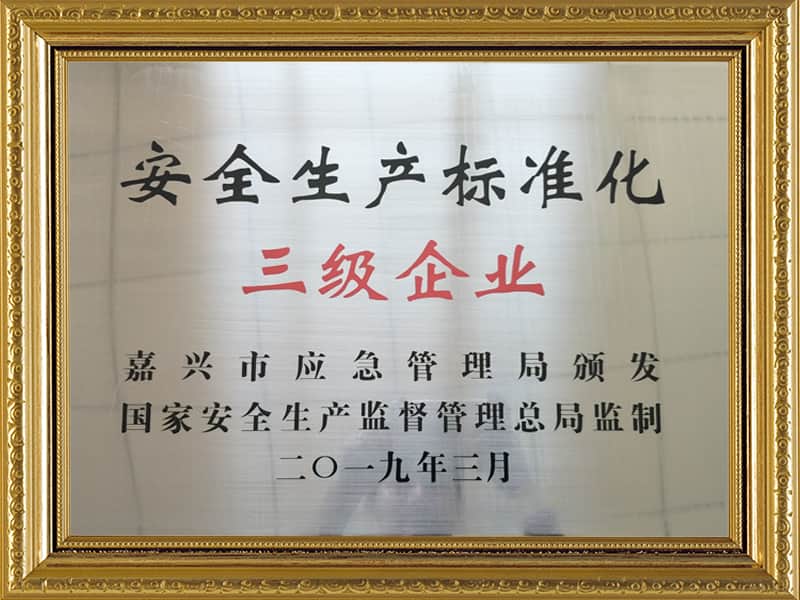 安全生产标准化
三级企业
嘉兴市应急管理局颁发
国家安全生产监督管理总局监制
二〇一九年三月